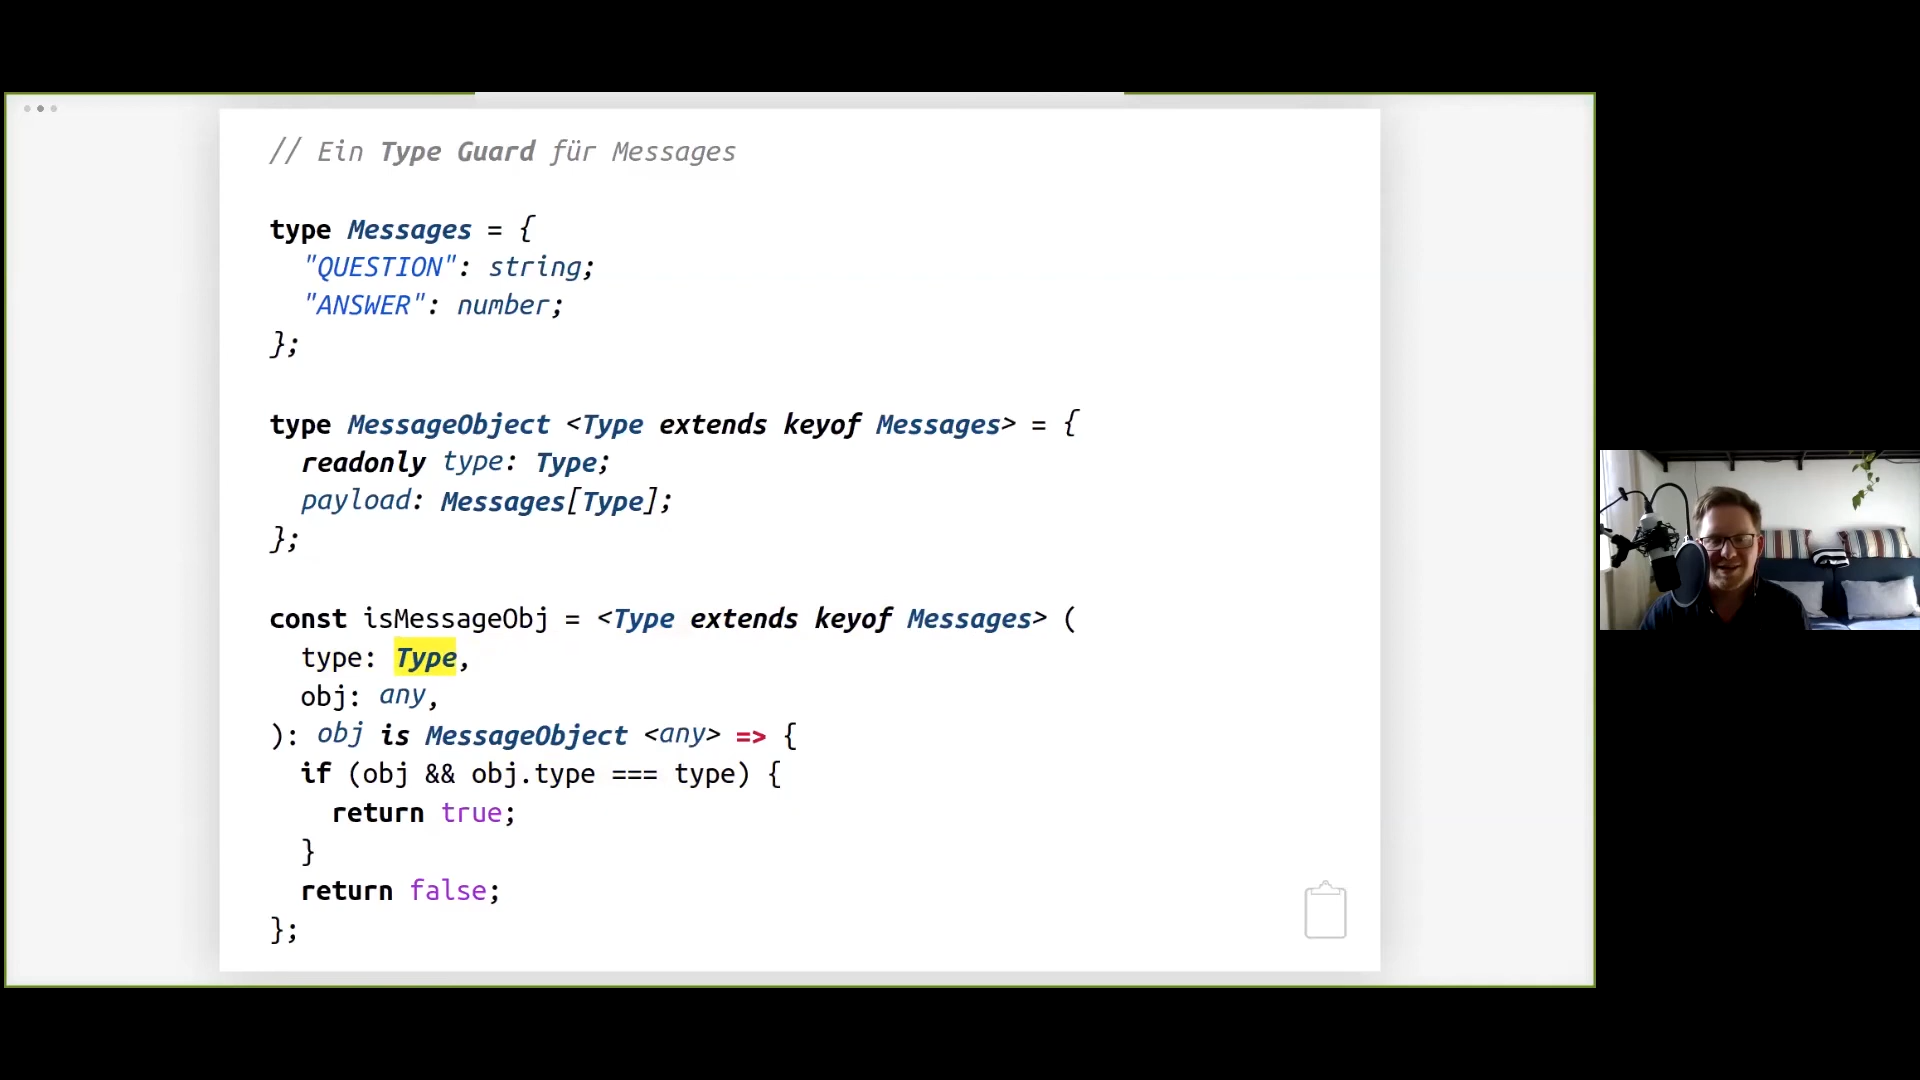 // Ein Type Guard für Messages
type Messages = {
"QUESTION": string;
"ANSWER": number;
};
type MessageObject <Type extends keyof Messages> = {
readonly type: Type;
payload: Messages[Type];
};
const isMessageObj = <Type extends keyof Messages> (
type: Type,
obj: any,
): obj is MessageObject <any> => {
if (obj && obj.type === type) {
return true;
}
return false;
};